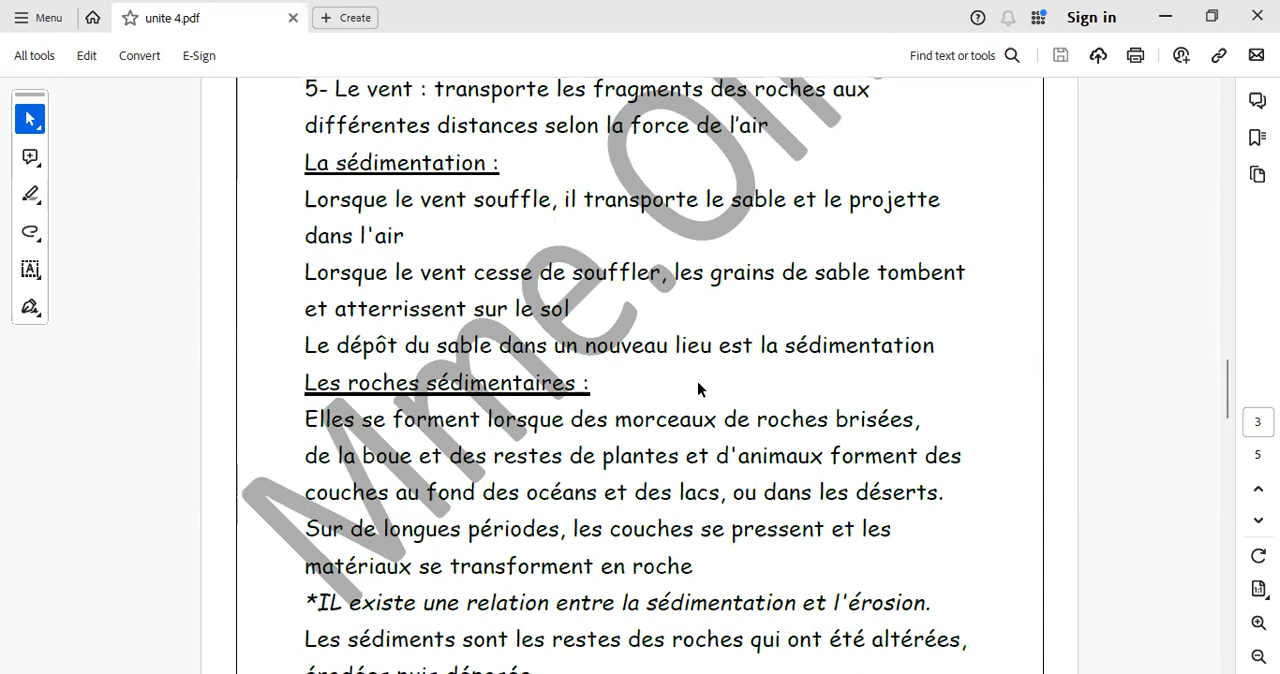 Menu
unite 4.pdf
Create
Sign in
All tools
Edit
Convert
E-Sign
Find text or tools
5- Le vent : transporte les fragments des roches aux
différentes distances selon la force de l’air
La sédimentation :
Lorsque le vent souffle, il transporte le sable et le projette
dans l'air
Lorsque le vent cesse de souffler, les grains de sable tombent
et atterrissent sur le sol
Le dépôt du sable dans un nouveau lieu est la sédimentation
Les roches sédimentaires :
Elles se forment lorsque des morceaux de roches brisées,
de la boue et des restes de plantes et d'animaux forment des
couches au fond des océans et des lacs, ou dans les déserts.
Sur de longues périodes, les couches se pressent et les
matériaux se transforment en roche
*IL existe une relation entre la sédimentation et l'érosion.
Les sédiments sont les restes des roches qui ont été altérées,
érodées puis déposés
Mme.
3
5
1:1